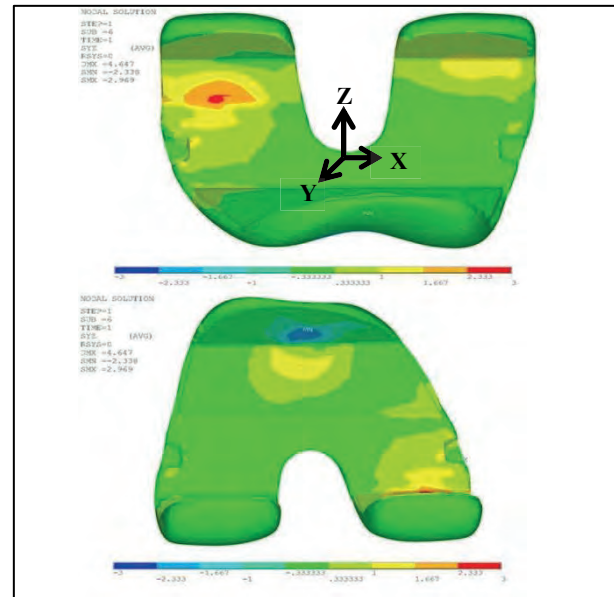 NODAL SOLUTION
STEP=1
SUB =6
TIME=1
SYZ (AVG)
RSYS=0
DMX =4.647
SMN =-2.338
SMX =2.969
Z
X
Y
-3 -2.333 -1.667 -1 -.333333 .333333 1 1.667 2.333 3
NODAL SOLUTION
STEP=1
SUB =6
TIME=1
SYZ (AVG)
RSYS=0
DMX =4.647
SMN =-2.338
SMX =2.969
-3 -2.333 -1.667 -1 -.333333 .333333 1 1.667 2.333 3